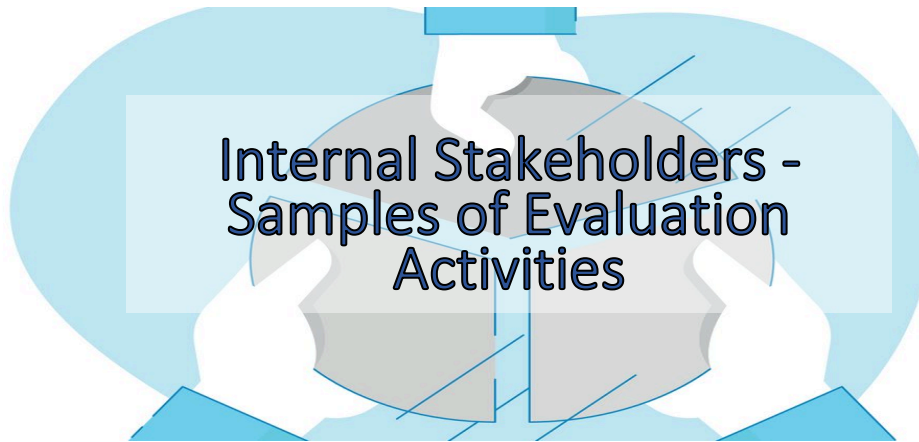 Internal Stakeholders -
Samples of Evaluation
Activities